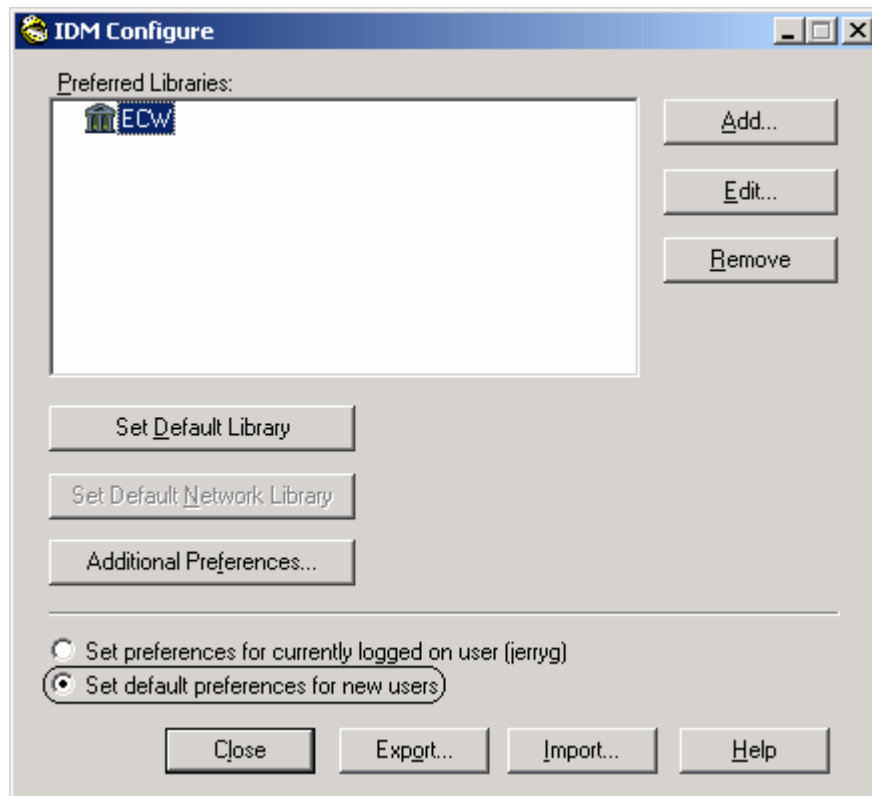 IDM Configure
Preferred Libraries:
ECW
Add...
Edit...
Remove
Set Default Library
Set Default Network Library
Additional Preferences...
Set preferences for currently logged on user (jerryg)
Set default preferences for new users
Close
Export...
Import...
Help